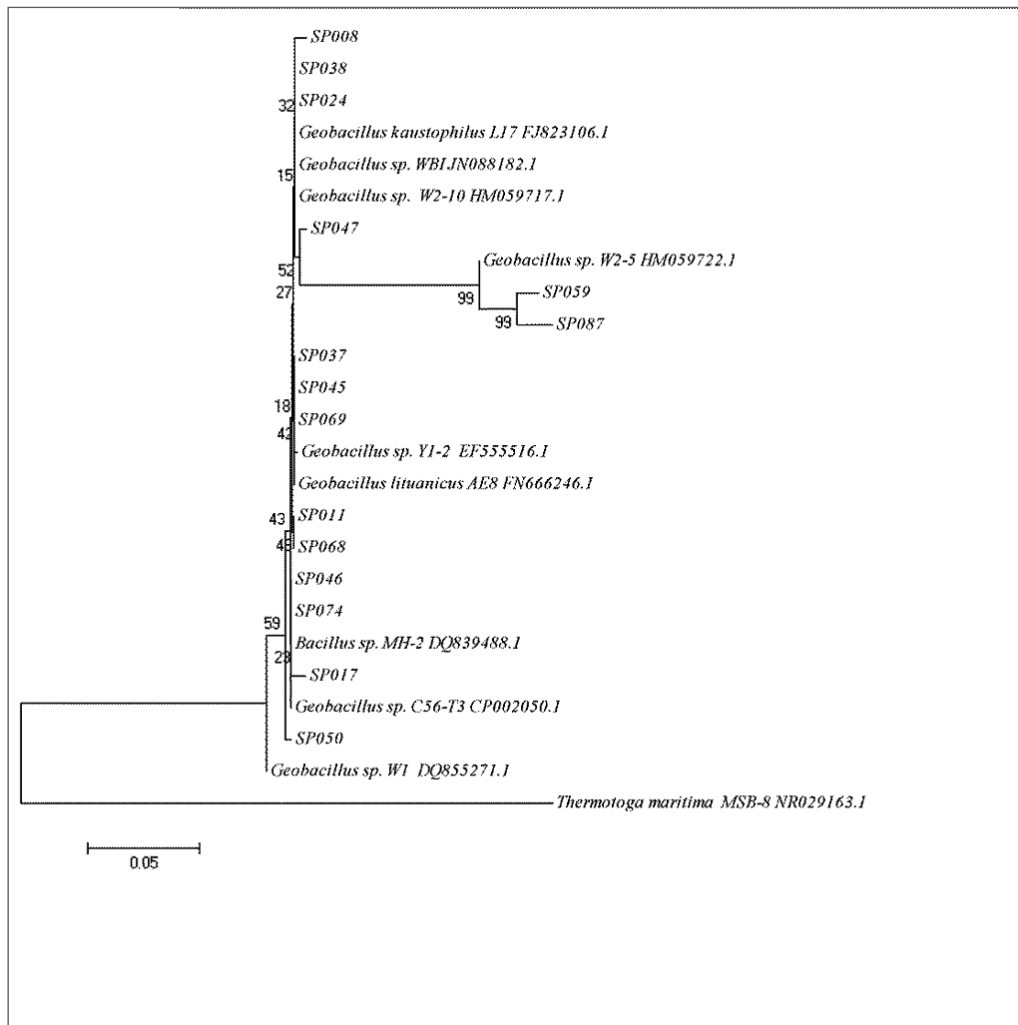 SP008
SP038
SP024
32
Geobacillus kaustophilus L17 FJ823106.1
Geobacillus sp. WBI JN088182.1
15
Geobacillus sp. W2-10 HM059717.1
SP047
Geobacillus sp. W2-5 HM059722.1
52
27
SP059
99
99
SP087
SP037
SP045
18
SP069
42
Geobacillus sp. Y1-2 EF555516.1
Geobacillus lituanicus AE8 FN666246.1
SP011
43
SP068
SP046
SP074
59
Bacillus sp. MH-2 DQ839488.1
SP017
Geobacillus sp. C56-T3 CP002050.1
SP050
Geobacillus sp. W1 DQ855271.1
Thermotoga maritima MSB-8 NR029163.1
0.05